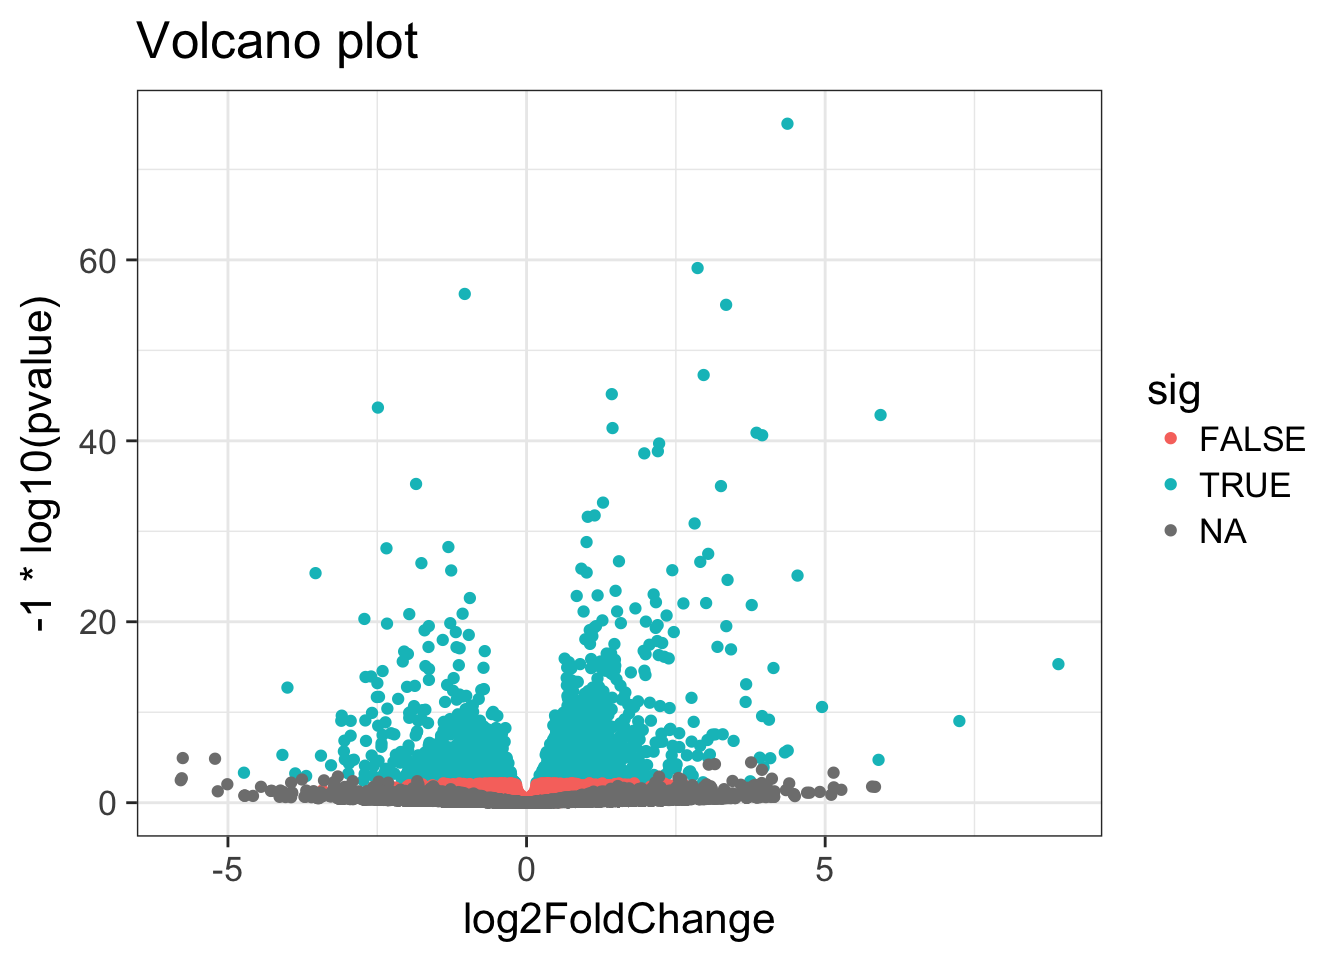 Volcano plot
-1 * log10(pvalue)
60
40
20
0
-5
0
5
log2FoldChange
sig
FALSE
TRUE
NA